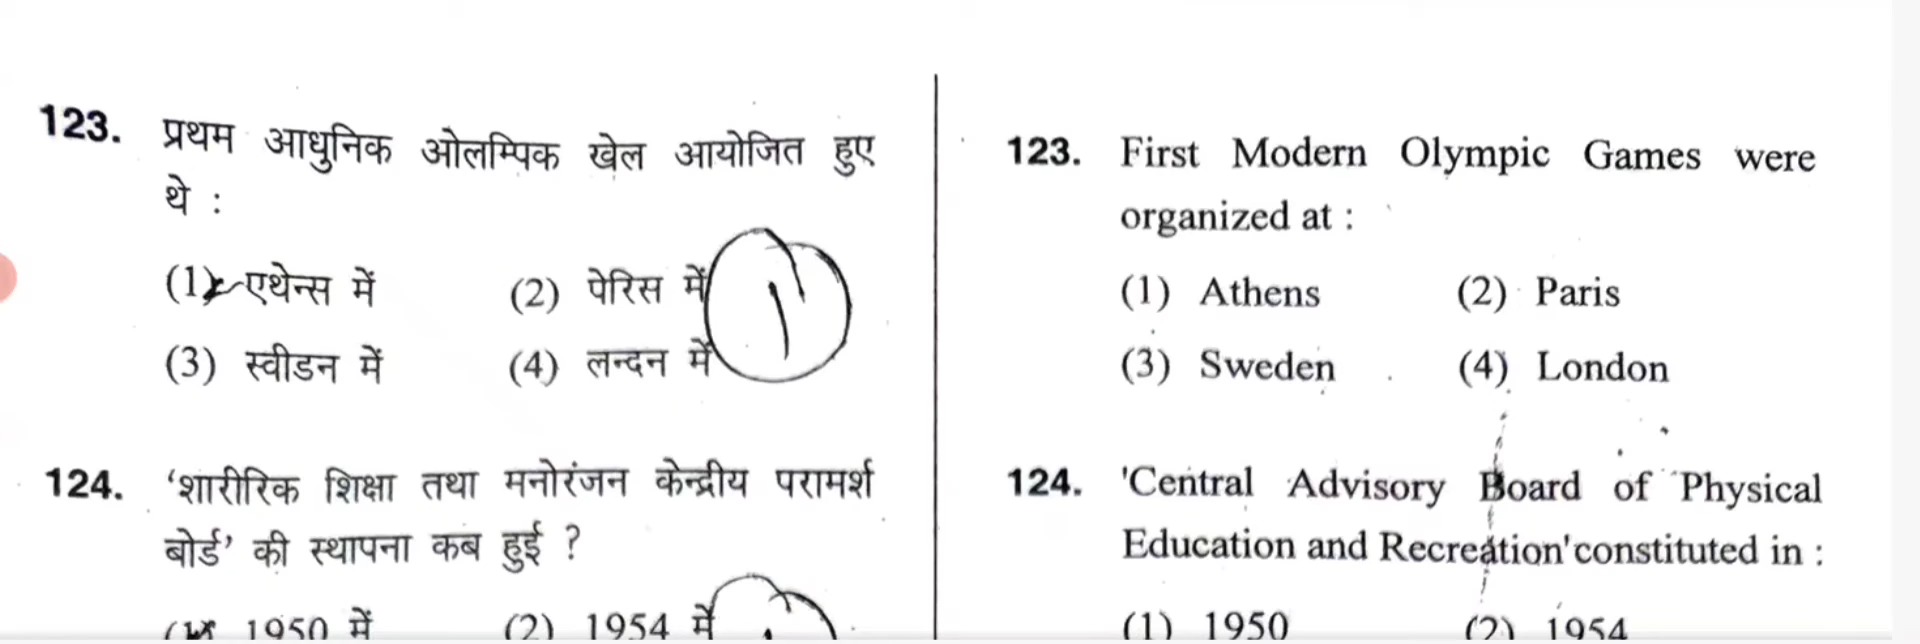 123. प्रथम आधुनिक ओलम्पिक खेल आयोजित हुए
थे :
(1) एथेन्स में (2) पेरिस में
(3) स्वीडन में (4) लन्दन में
1
124. 'शारीरिक शिक्षा तथा मनोरंजन केन्द्रीय परामर्श
बोर्ड' की स्थापना कब हुई ?
(1) 1950 में (2) 1954 में
123. First Modern Olympic Games were
organized at :
(1) Athens (2) Paris
(3) Sweden (4) London
124. 'Central Advisory Board of Physical
Education and Recreation'constituted in :
(1) 1950 (2) 1954